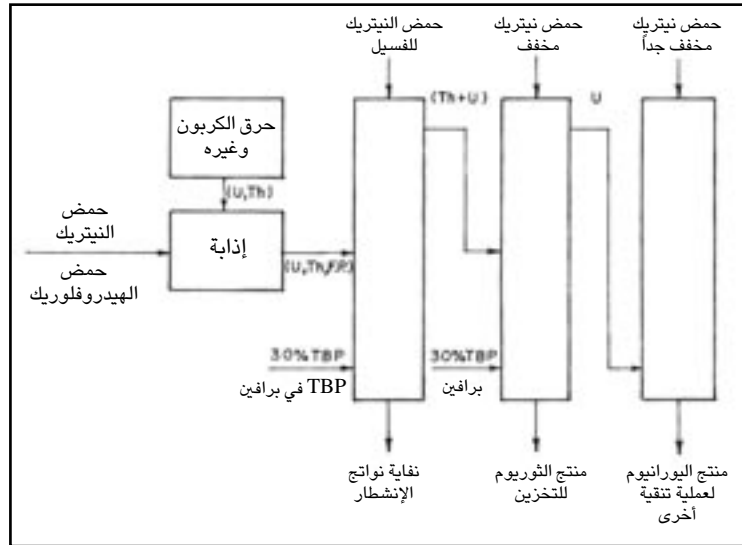 حمض النيتريك
للغسيل
حمض نيتريك
مخفف
حمض نيتريك
مخفف جداً
(Th+U)
U
حرق الكربون
وغيره
(U,Th)
حمض
النيتريك
إذابة
حمض
الهيدروفلوريك
(U,Th,F.P.)
30%TBP
TBP في برافين
30%TBP
برافين
نفاية نواتج
الإنشطار
منتج الثوريوم
للتخزين
منتج اليورانيوم
لعملية تنقية
أخرى